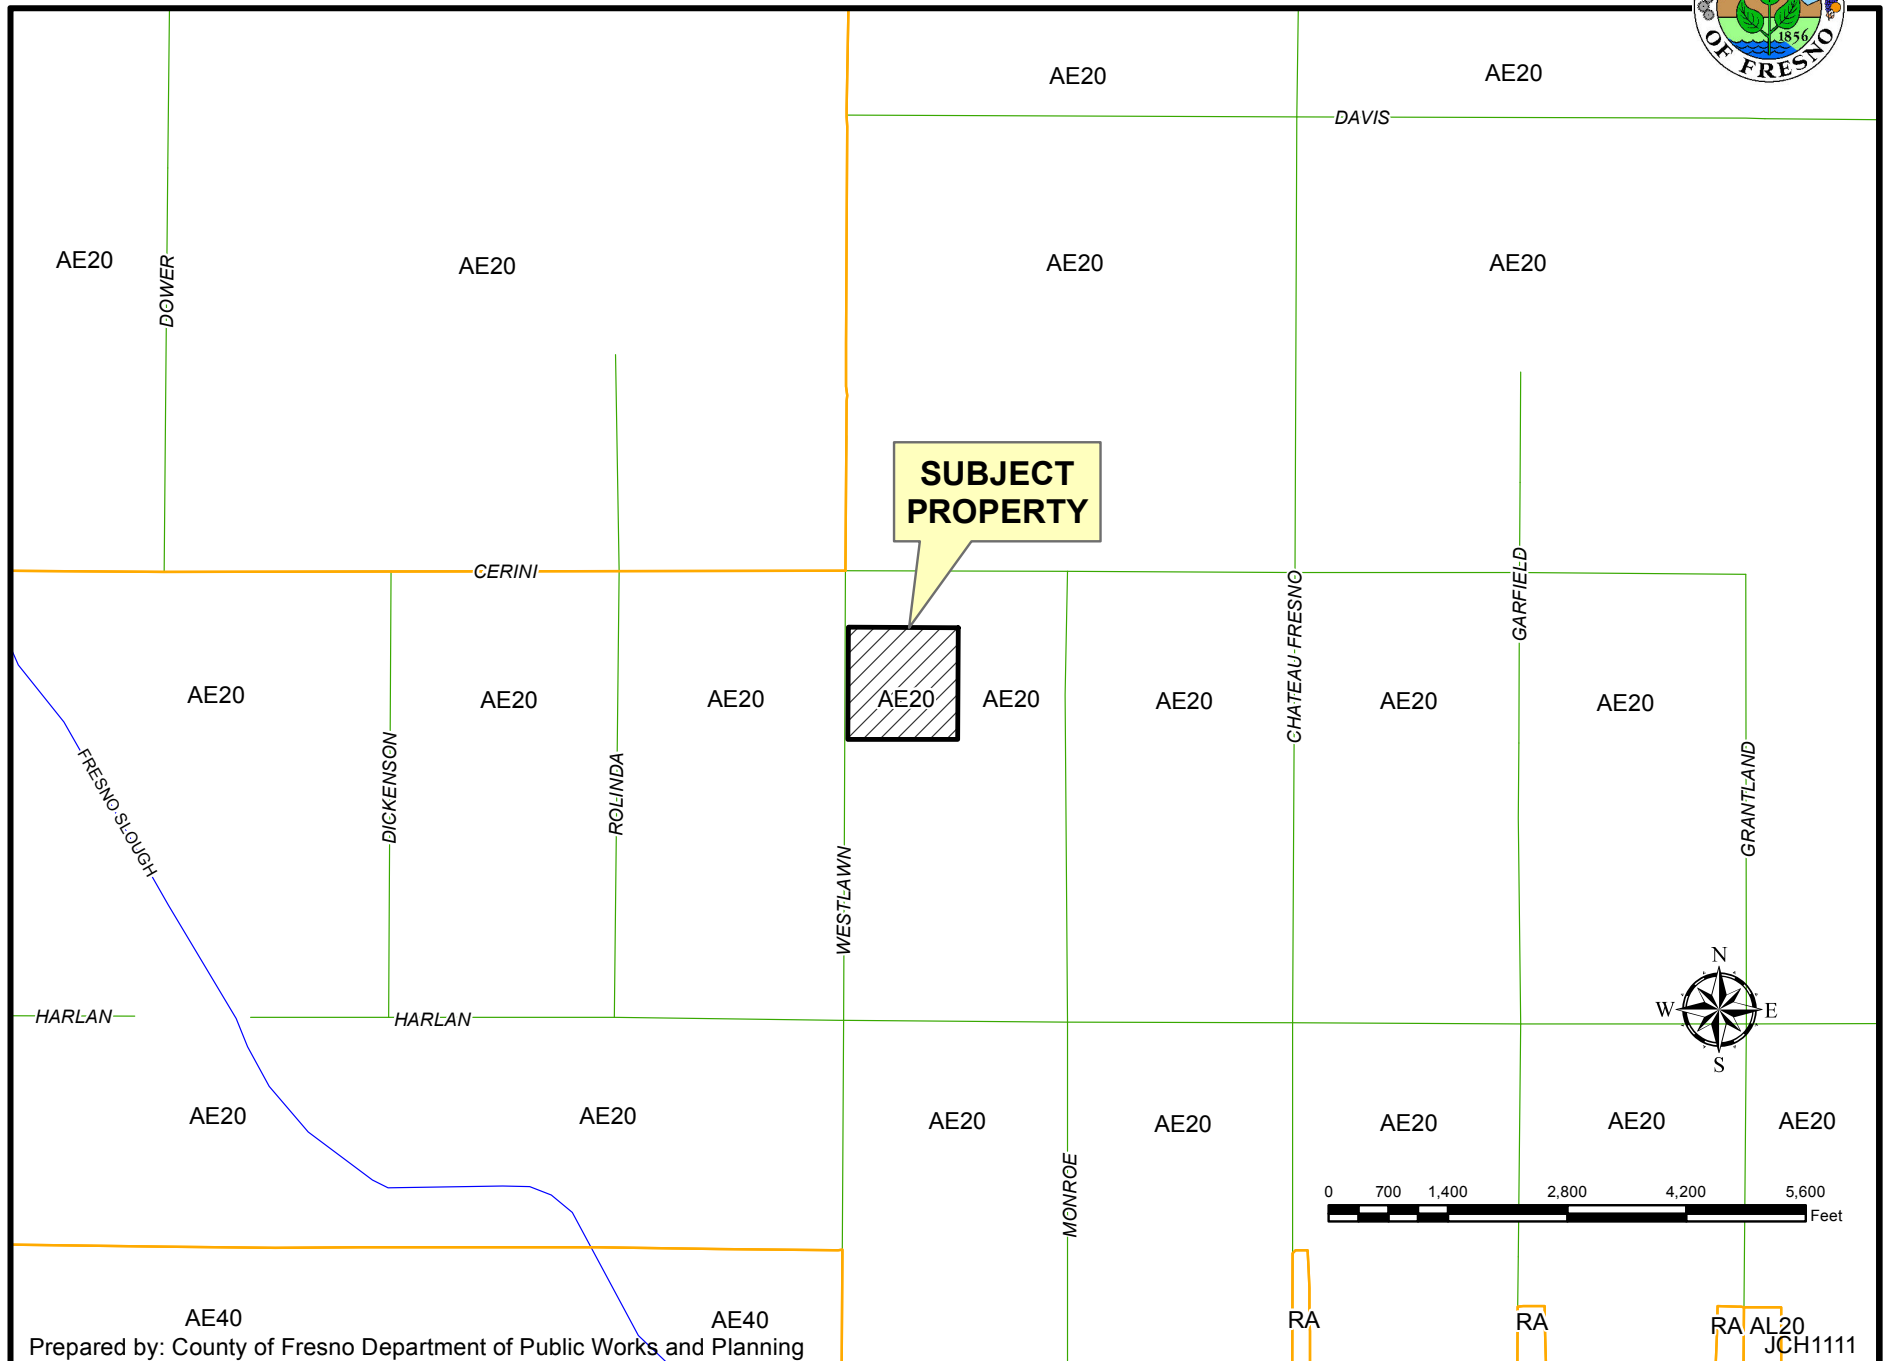 1856
OF FRESNO
AE20
AE20
DAVIS
AE20
DOWER
AE20
AE20
AE20
SUBJECT
PROPERTY
CERINI
GARFIELD
CHATEAU FRESNO
AE20
AE20
AE20
AE20
AE20
AE20
AE20
AE20
FRESNO SLOUGH
DICKENSON
ROLINDA
WESTLAWN
GRANTLAND
N
W
E
S
HARLAN
HARLAN
AE20
AE20
AE20
AE20
AE20
AE20
AE20
MONROE
0 700 1,400 2,800 4,200 5,600
Feet
AE40
AE40
RA
RA
RA
AL20
Prepared by: County of Fresno Department of Public Works and Planning
JCH1111